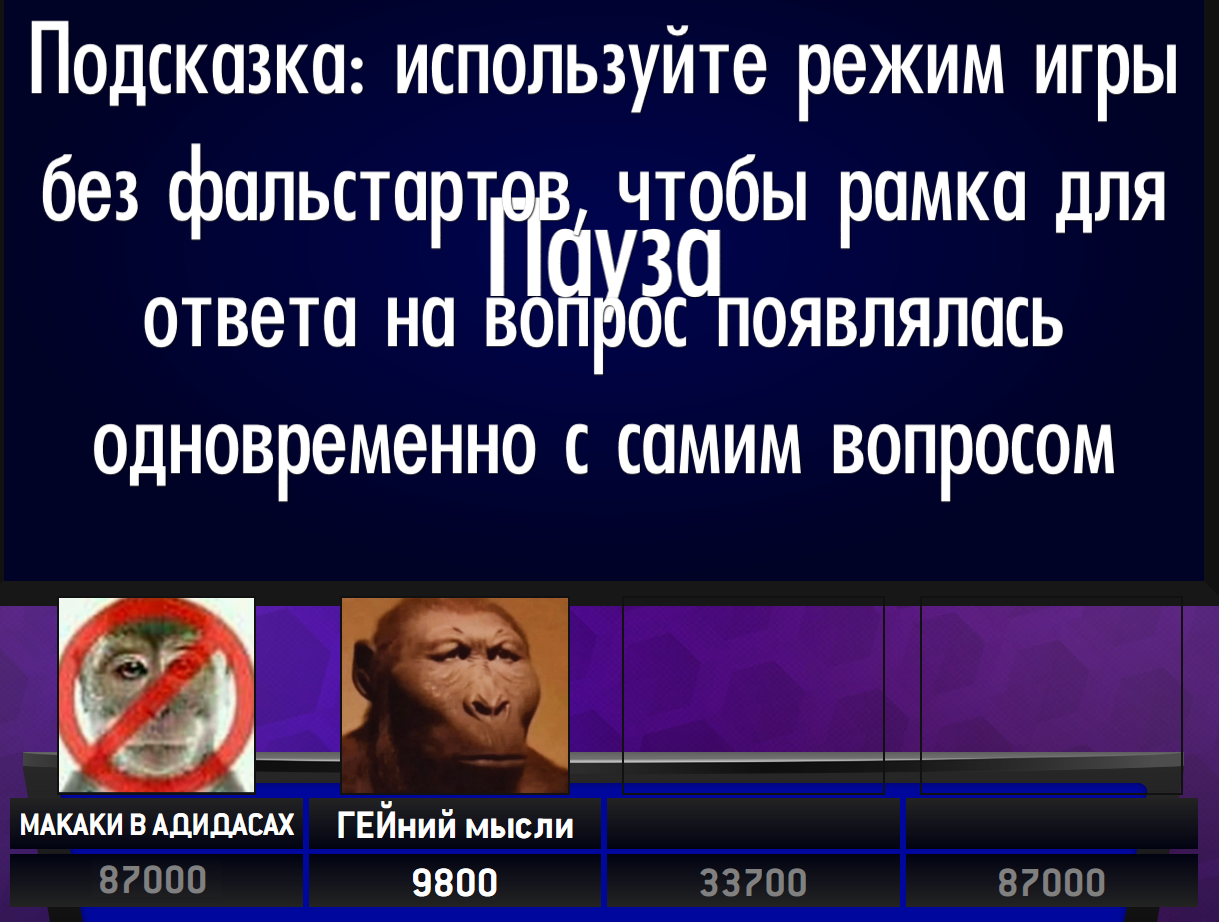 Подсказка: используйте режим игры
без фальстартов, чтобы рамка для
Пауза
ответа на вопрос появлялась
одновременно с самим вопросом
МАКАКИ В АДИДАСАХ
ГЕЙний мысли
87000
9800
33700
87000